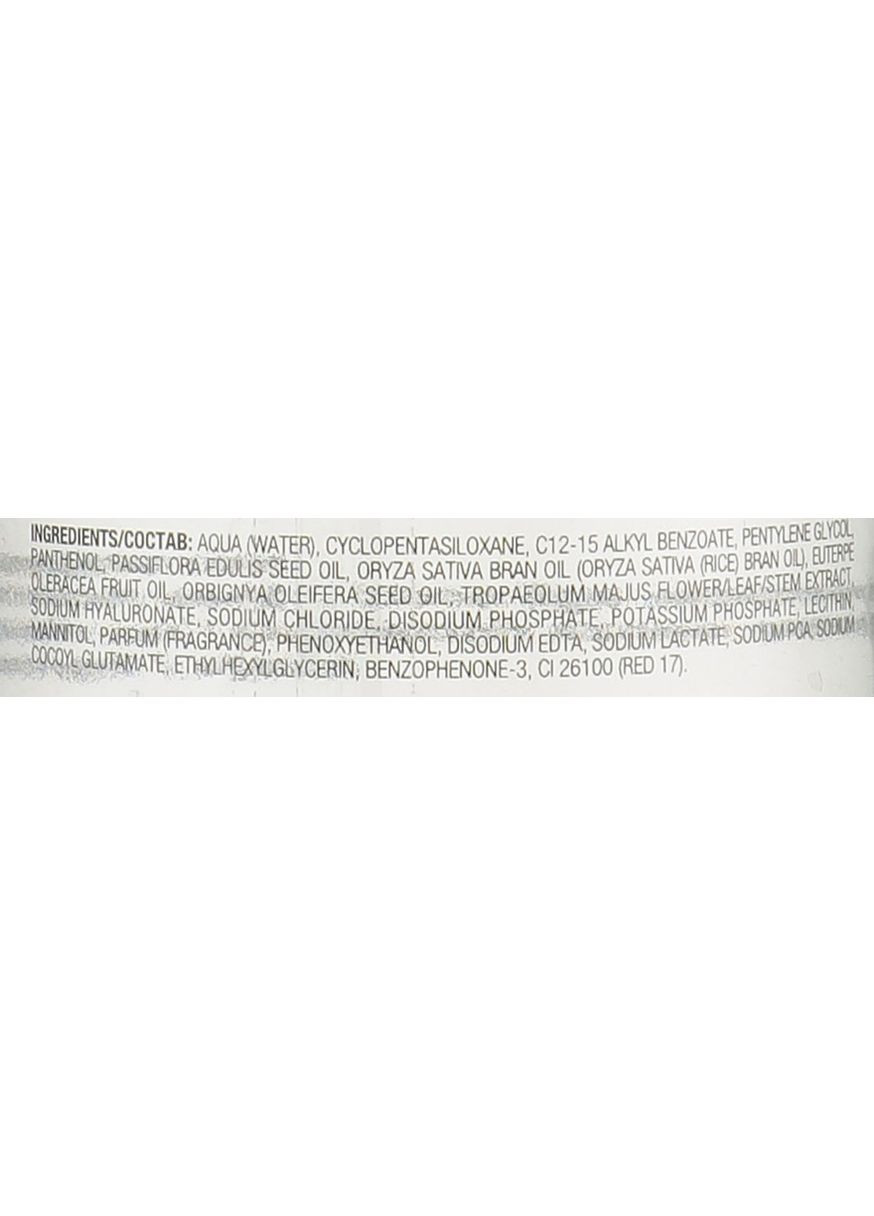 INGREDIENTS/СОСТАВ: AQUA (WATER), CYCLOPENTASILOXANE, C12-15 ALKYL BENZOATE, PENTYLENE GLYCOL,
PANTHENOL, PASSIFLORA EDULIS SEED OIL, ORYZA SATIVA BRAN OIL (ORYZA SATIVA (RICE) BRAN OIL), EUTERPE
OLERACEA FRUIT OIL, ORBIGNYA OLEIFERA SEED OIL, TROPAEOLUM MAJUS FLOWER/LEAF/STEM EXTRACT,
SODIUM HYALURONATE, SODIUM CHLORIDE, DISODIUM PHOSPHATE, POTASSIUM PHOSPHATE, LECITHIN,
MANNITOL, PARFUM (FRAGRANCE), PHENOXYETHANOL, DISODIUM EDTA, SODIUM LACTATE, SODIUM PCA, SODIUM
COCOYL GLUTAMATE, ETHYLHEXYLGLYCERIN, BENZOPHENONE-3, CI 26100 (RED 17).